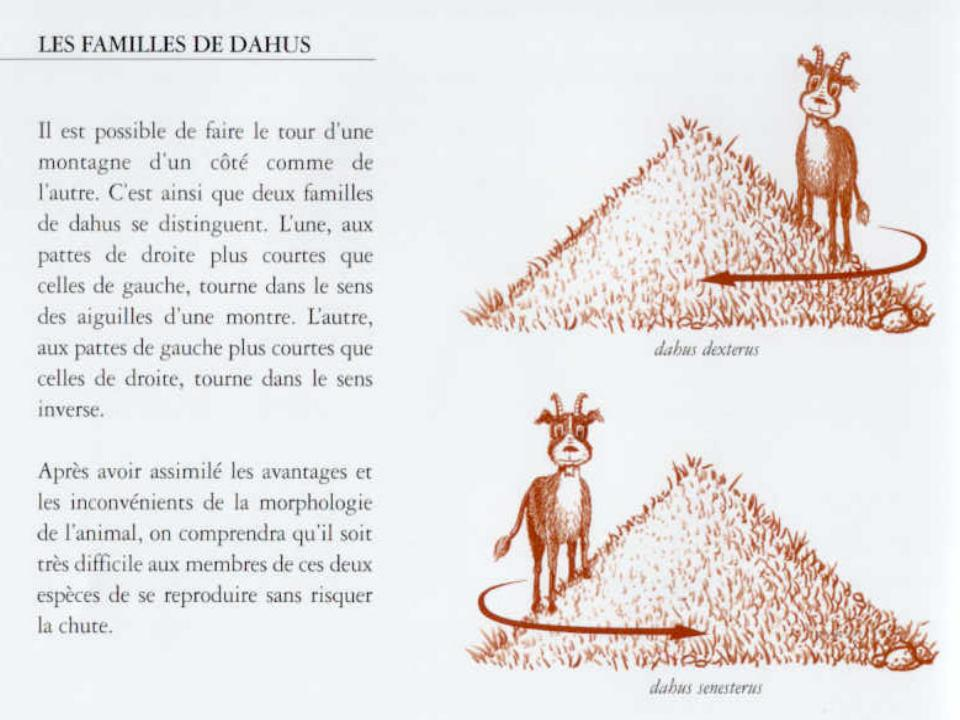 LES FAMILLES DE DAHUS
Il est possible de faire le tour d'une
montagne d'un côté comme de
l'autre. C'est ainsi que deux familles
de dahus se distinguent. L'une, aux
pattes de droite plus courtes que
celles de gauche, tourne dans le sens
des aiguilles d'une montre. L'autre,
aux pattes de gauche plus courtes que
celles de droite, tourne dans le sens
inverse.
Après avoir assimilé les avantages et
les inconvénients de la morphologie
de l'animal, on comprendra qu'il soit
très difficile aux membres de ces deux
espèces de se reproduire sans risquer
la chute.
dahus dexterus
dahus senesterus